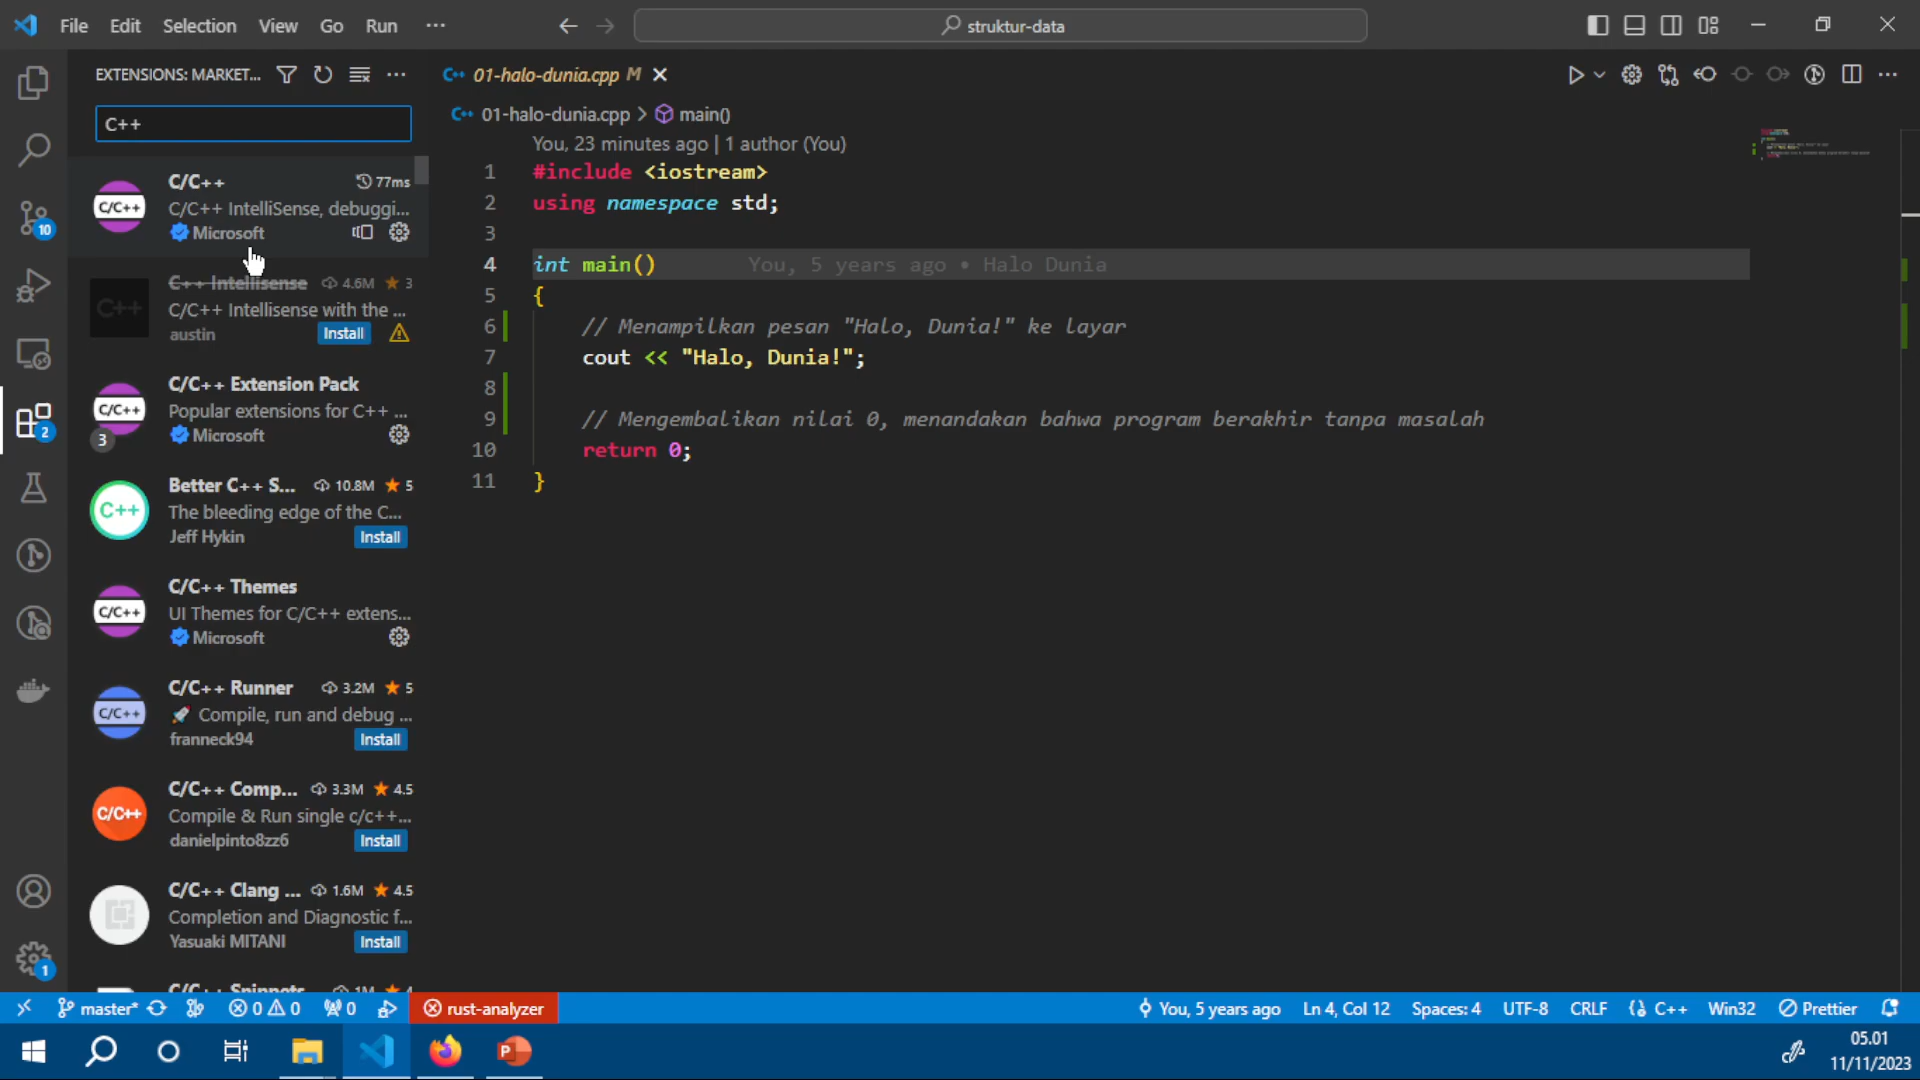 File Edit Selection View Go Run ···
struktur-data
EXTENSIONS: MARKET...
C++
C/C++ 77ms
C/C++ IntelliSense, debuggi...
Microsoft
C++ Intellisense 4.6M 3
C/C++ Intellisense with the ...
austin Install
C/C++ Extension Pack
Popular extensions for C++ ...
Microsoft
3
Better C++ S... 10.8M 5
The bleeding edge of the C...
Jeff Hykin Install
C/C++ Themes
UI Themes for C/C++ extens...
Microsoft
C/C++ Runner 3.2M 5
Compile, run and debug ...
franneck94 Install
C/C++ Comp... 3.3M 4.5
Compile & Run single c/c++...
danielpinto8zz6 Install
C/C++ Clang ... 1.6M 4.5
Completion and Diagnostic f...
Yasuaki MITANI Install
C/C++ Snippets 1M 4
10
2
1
C/C++
C++
C/C++
C++
C/C++
C/C++
C/C++
01-halo-dunia.cpp M
01-halo-dunia.cpp > main()
You, 23 minutes ago | 1 author (You)
1 #include <iostream>
2 using namespace std;
3
4 int main() You, 5 years ago • Halo Dunia
5 {
6 // Menampilkan pesan "Halo, Dunia!" ke layar
7 cout << "Halo, Dunia!";
8
9 // Mengembalikan nilai 0, menandakan bahwa program berakhir tanpa masalah
10 return 0;
11 }
master* 0 0 0 rust-analyzer You, 5 years ago Ln 4, Col 12 Spaces: 4 UTF-8 CRLF {} C++ Win32 Prettier
P
05.01
11/11/2023